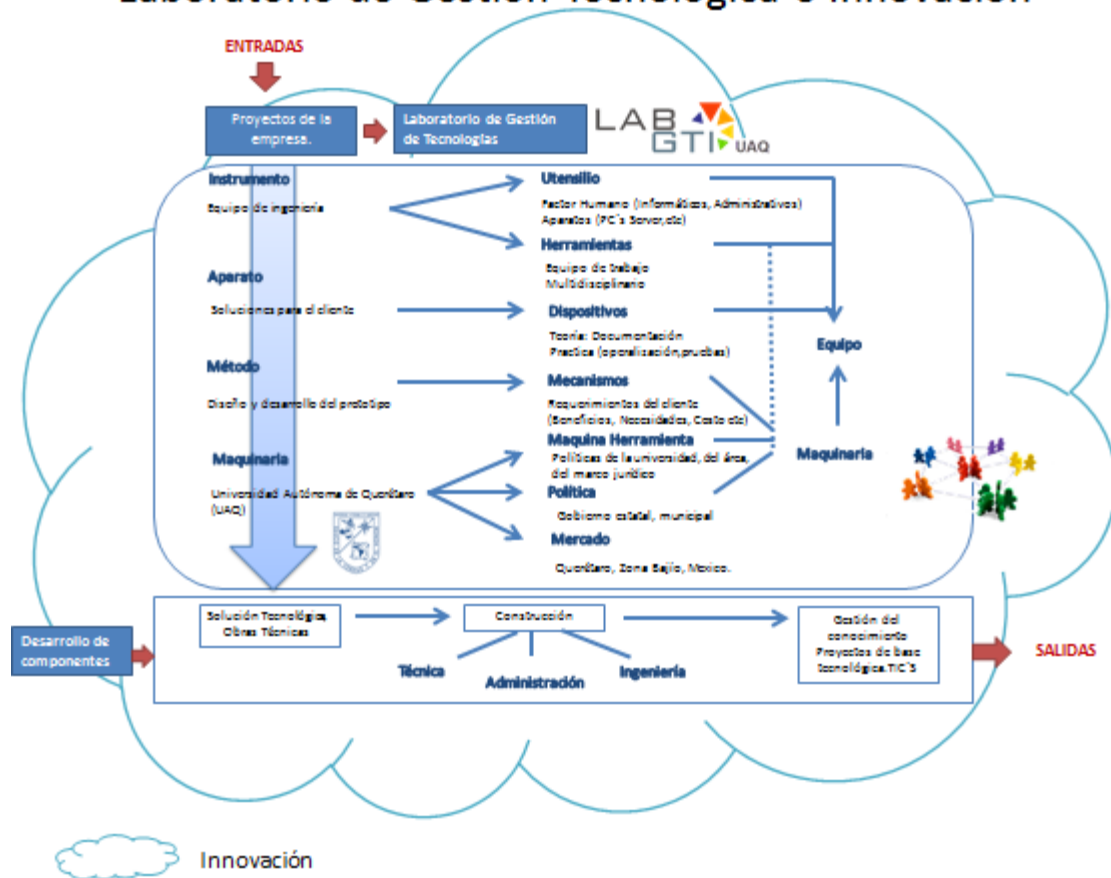 Laboratorio de Gestión Tecnológica e Innovación
ENTRADAS
Proyectos de la
empresa.
Laboratorio de Gestión
de Tecnologías
LAB
GTI UAQ
Instrumento
Equipo de ingeniería
Utensilio
Factor Humano (Informáticos, Administrativos)
Aparatos (PC´s Server,etc)
Herramientas
Equipo de trabajo
Multidisciplinario
Aparato
Soluciones para el cliente
Dispositivos
Teoría: Documentación
Practica (operalización,pruebas)
Equipo
Método
Diseño y desarrollo del prototipo
Mecanismos
Requerimientos del cliente
(Beneficios, Necesidades, Costo etc)
Maquina Herramienta
Políticas de la universidad, del área,
del marco jurídico
Maquinaria
Maquinaria
Universidad Autónoma de Querétaro
(UAQ)
Política
Gobierno estatal, municipal
Mercado
Querétaro, Zona Bajío, Mexico.
Desarrollo de
componentes
Solución Tecnológica,
Obras Técnicas
Construcción
Técnica
Administración
Ingeniería
Gestión del
conocimiento
Proyectos de base
tecnológica.TIC´S
SALIDAS
Innovación